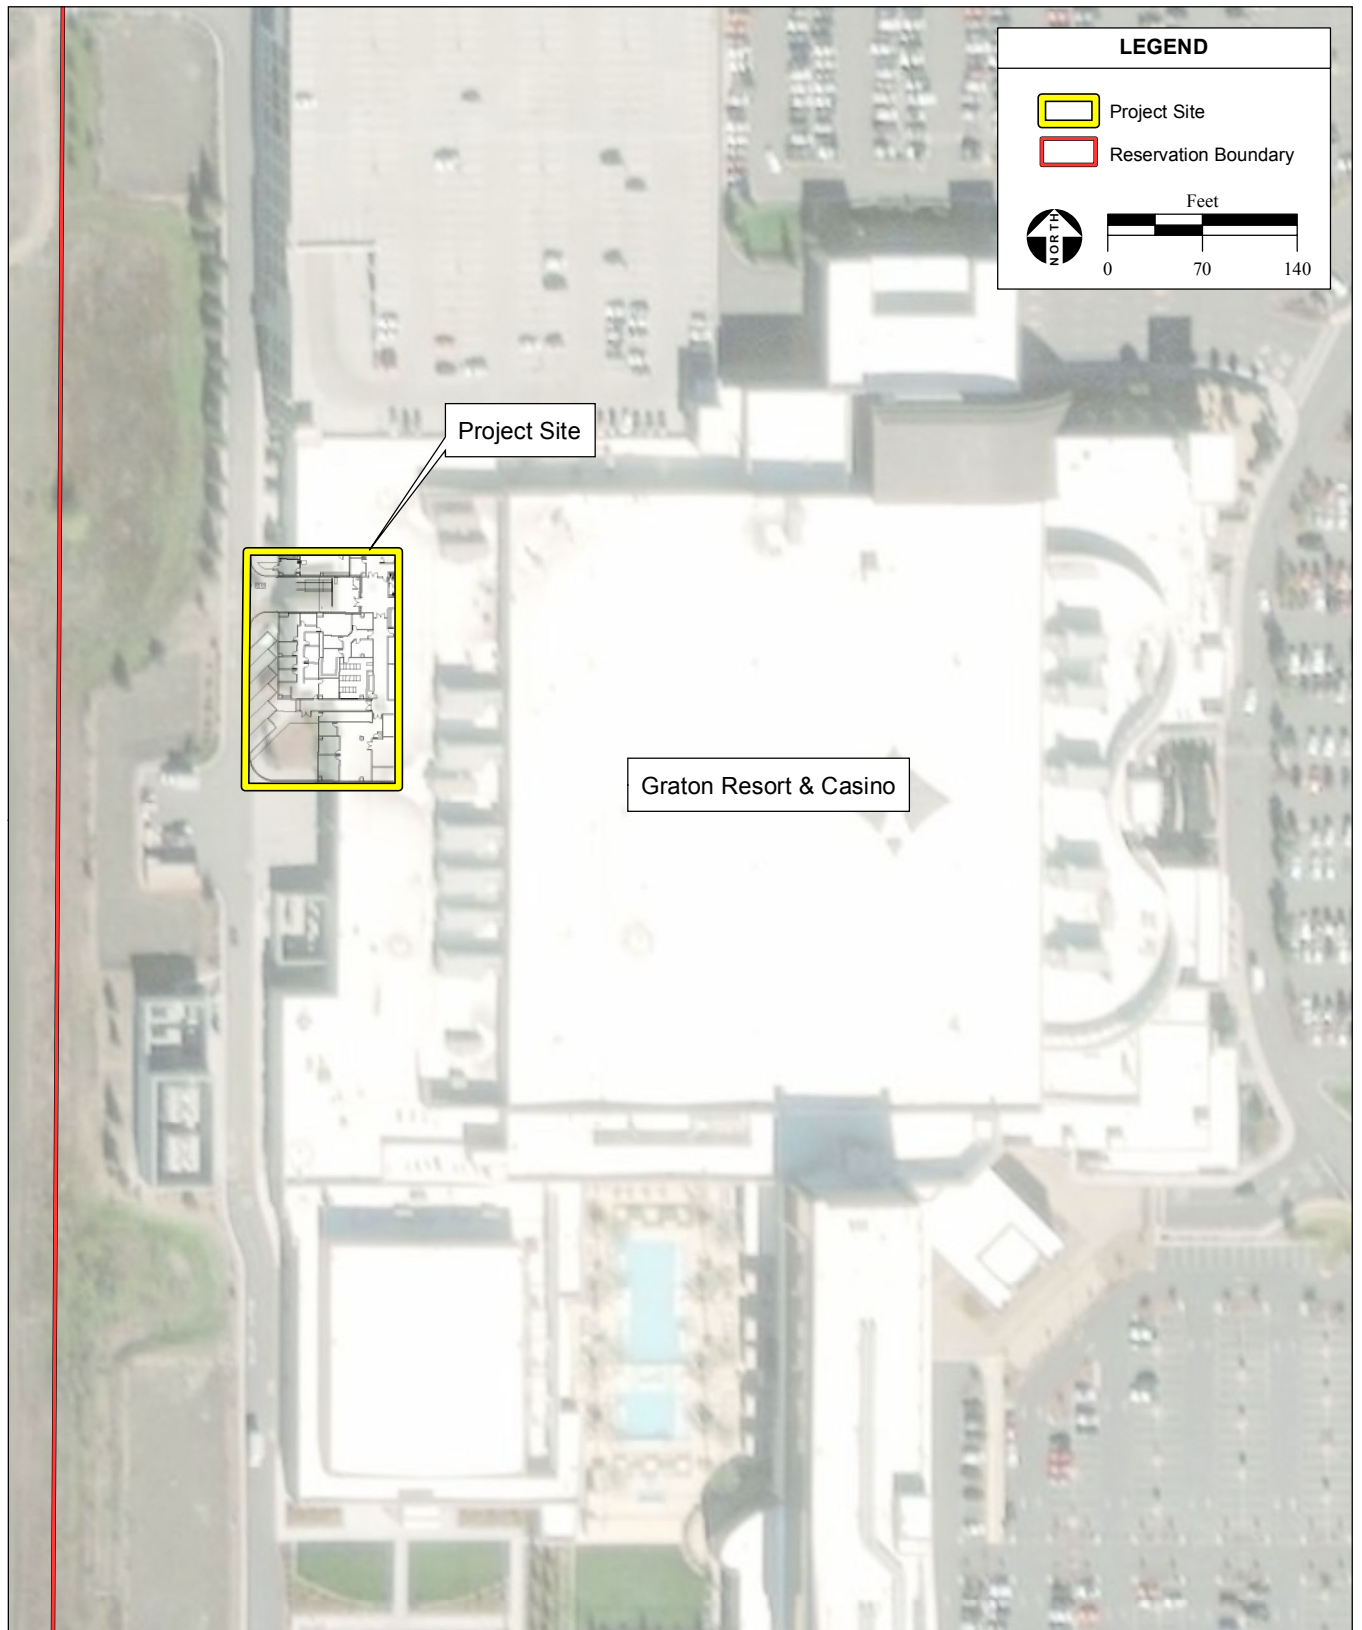 LEGEND
Project Site
Reservation Boundary
NORTH
Feet
0 70 140
Project Site
Graton Resort & Casino